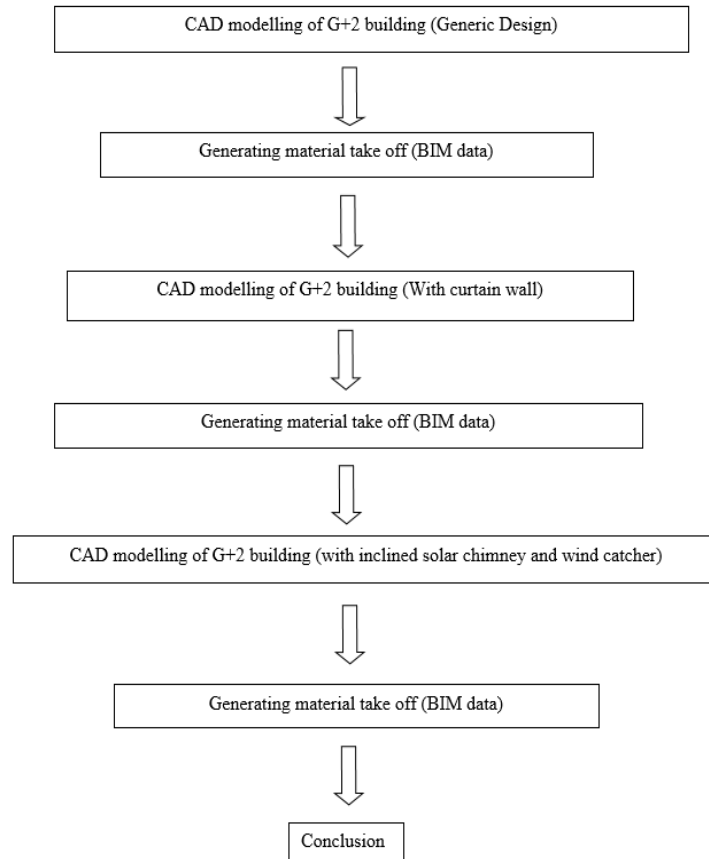 CAD modelling of G+2 building (Generic Design)
Generating material take off (BIM data)
CAD modelling of G+2 building (With curtain wall)
Generating material take off (BIM data)
CAD modelling of G+2 building (with inclined solar chimney and wind catcher)
Generating material take off (BIM data)
Conclusion